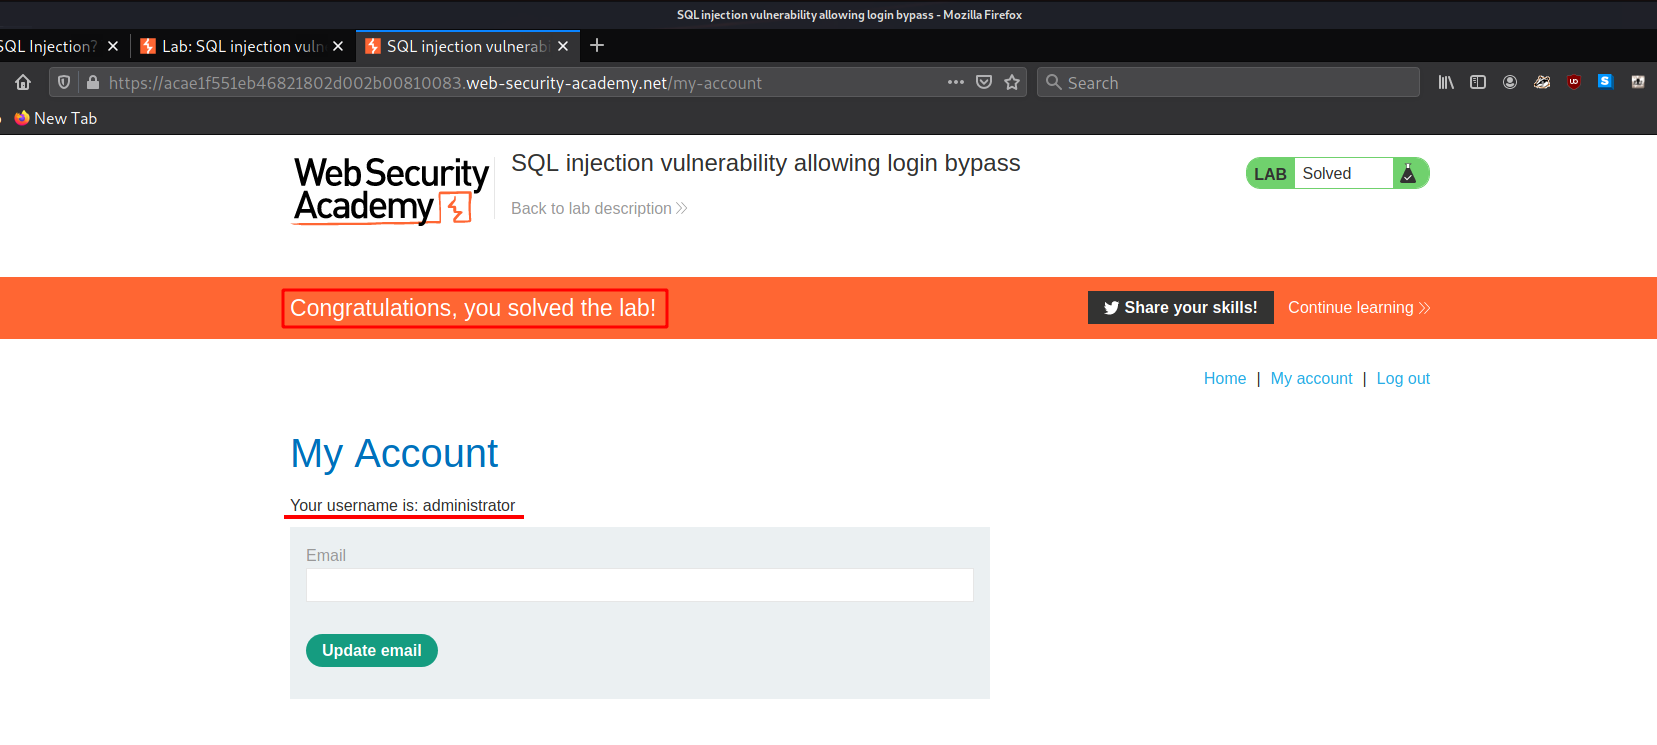 SQL injection vulnerability allowing login bypass - Mozilla Firefox
SQL Injection?
Lab: SQL injection vuln
SQL injection vulnerabi
https://acae1f551eb46821802d002b00810083.web-security-academy.net/my-account
Search
New Tab
Web Security
Academy
SQL injection vulnerability allowing login bypass
Back to lab description
LAB Solved
Congratulations, you solved the lab!
Share your skills!
Continue learning
Home | My account | Log out
My Account
Your username is: administrator
Email
Update email